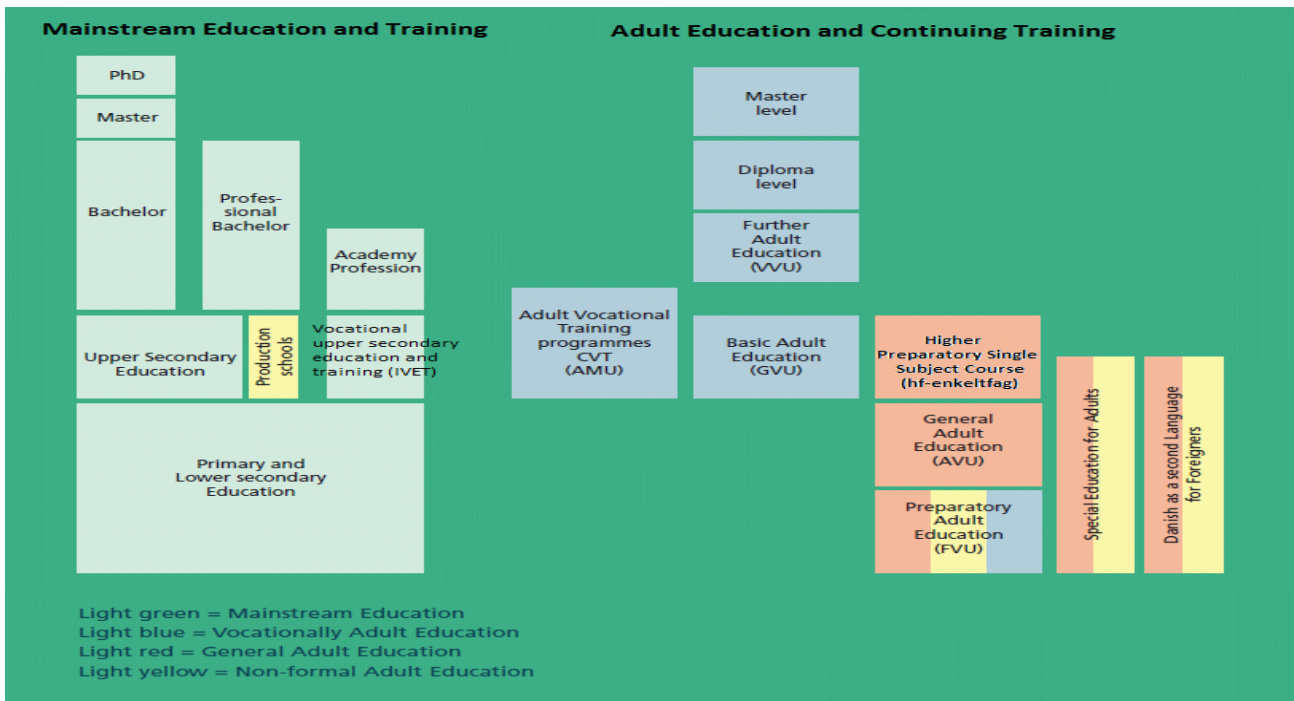 Mainstream Education and Training
Adult Education and Continuing Training
PhD
Master
Bachelor
Profes-
sional
Bachelor
Academy
Profession
Upper Secondary
Education
Production
schools
Vocational
upper secondary
education and
training (IVET)
Primary and
Lower secondary
Education
Master
level
Diploma
level
Further
Adult
Education
(VVU)
Adult Vocational
Training
programmes
CVT
(AMU)
Basic Adult
Education
(GVU)
Higher
Preparatory Single
Subject Course
(hf-enkeltfag)
General
Adult
Education
(AVU)
Preparatory
Adult
Education
(FVU)
Special Education for Adults
Danish as a second Language
for Foreigners
Light green = Mainstream Education
Light blue = Vocationally Adult Education
Light red = General Adult Education
Light yellow = Non-formal Adult Education